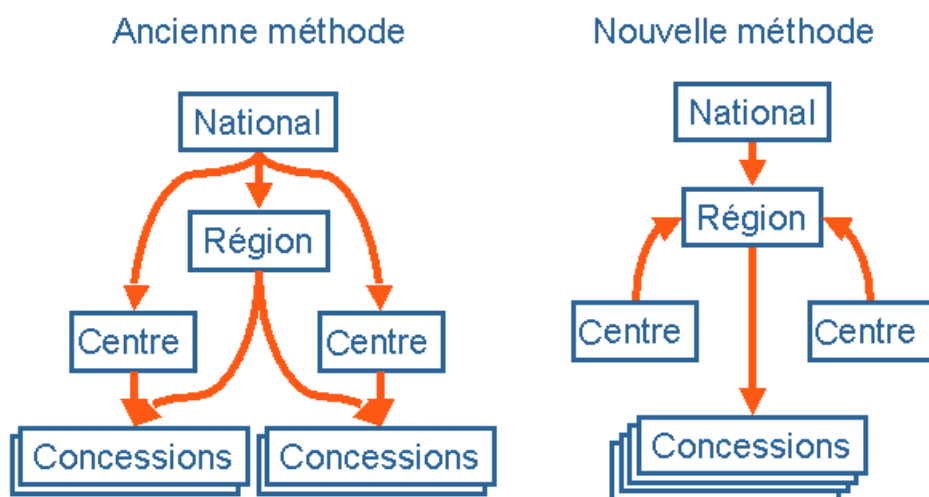 Ancienne méthode
Nouvelle méthode
National
Région
Centre
Centre
Concessions
Concessions
National
Région
Centre
Centre
Concessions